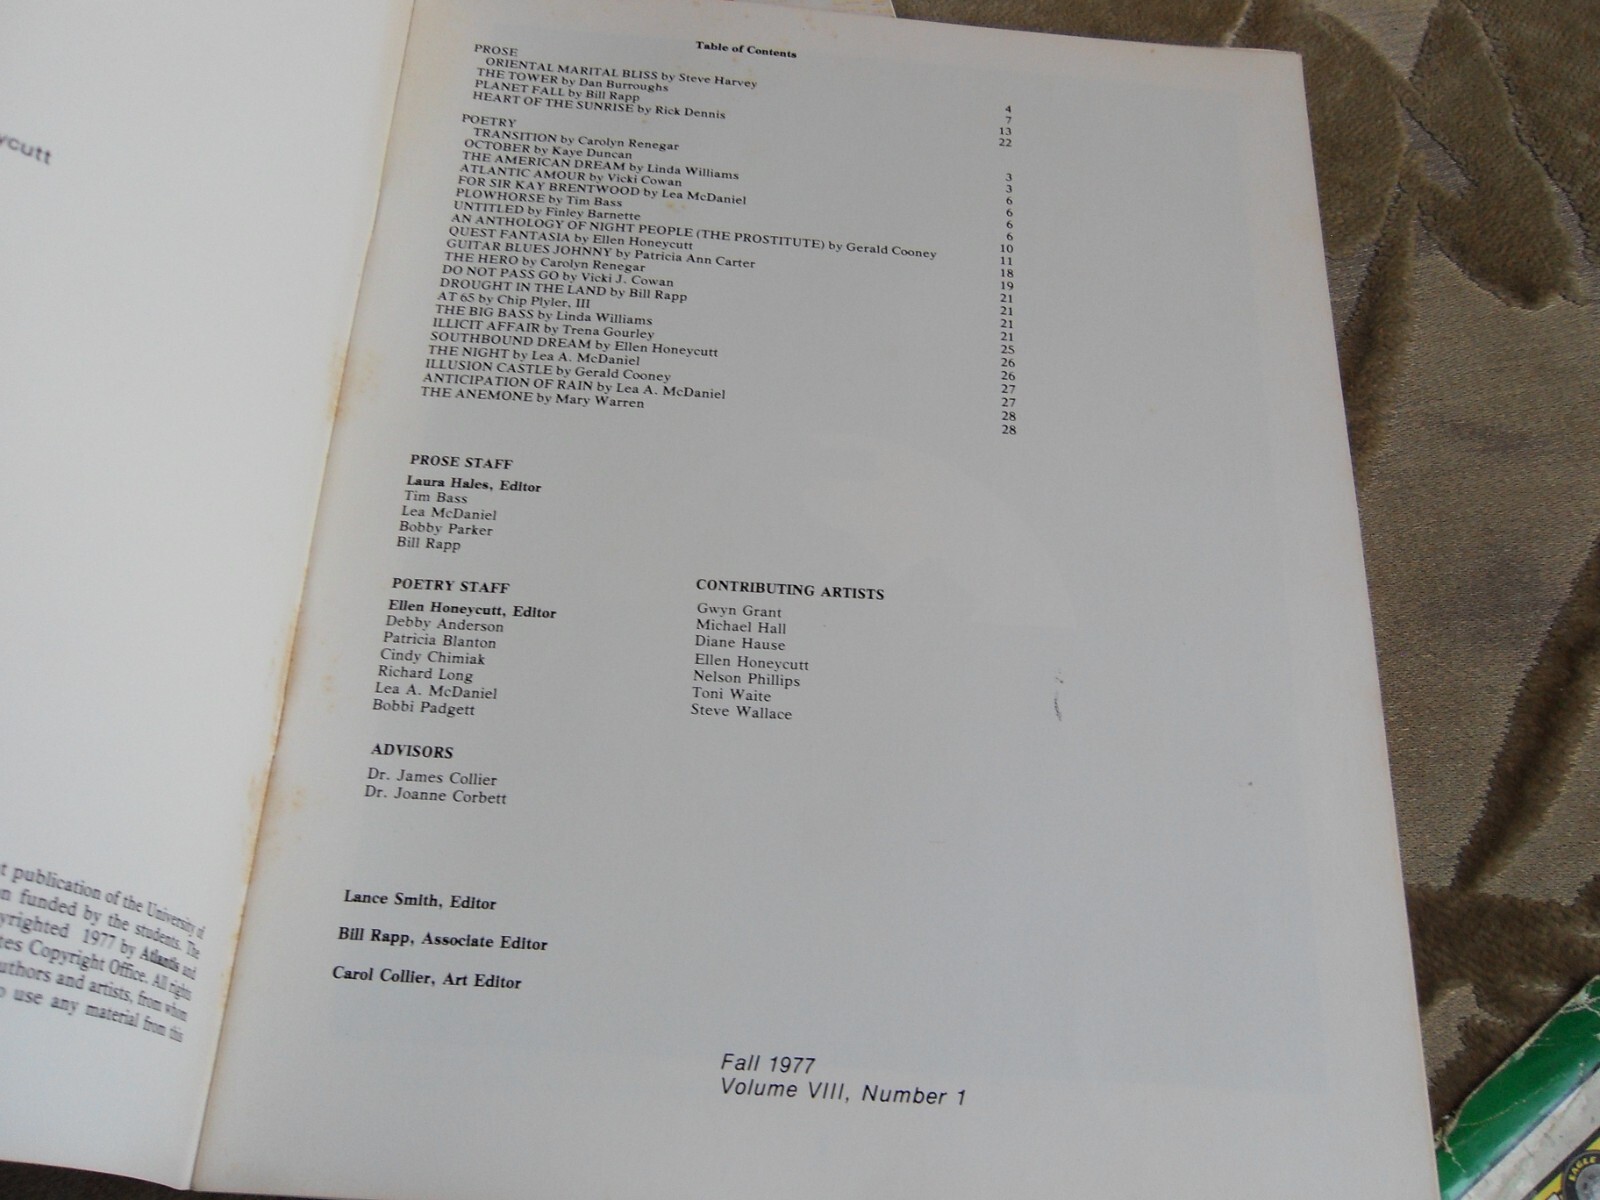 ycutt
t publication of the University of
n funded by the students. The
yrighted 1977 by Atlantis and
tes Copyright Office. All rights
uthors and artists, from whom
o use any material from this
Table of Contents
PROSE
ORIENTAL MARITAL BLISS by Steve Harvey 4
THE TOWER by Dan Burroughs 7
PLANET FALL by Bill Rapp 13
HEART OF THE SUNRISE by Rick Dennis 22
POETRY
TRANSITION by Carolyn Renegar 3
OCTOBER by Kaye Duncan 3
THE AMERICAN DREAM by Linda Williams 6
ATLANTIC AMOUR by Vicki Cowan 6
FOR SIR KAY BRENTWOOD by Lea McDaniel 6
PLOWHORSE by Tim Bass 6
UNTITLED by Finley Barnette 10
AN ANTHOLOGY OF NIGHT PEOPLE (THE PROSTITUTE) by Gerald Cooney 11
QUEST FANTASIA by Ellen Honeycutt 18
GUITAR BLUES JOHNNY by Patricia Ann Carter 19
THE HERO by Carolyn Renegar 21
DO NOT PASS GO by Vicki J. Cowan 21
DROUGHT IN THE LAND by Bill Rapp 21
AT 65 by Chip Plyler, III 21
THE BIG BASS by Linda Williams 25
ILLICIT AFFAIR by Trena Gourley 26
SOUTHBOUND DREAM by Ellen Honeycutt 26
THE NIGHT by Lea A. McDaniel 27
ILLUSION CASTLE by Gerald Cooney 27
ANTICIPATION OF RAIN by Lea A. McDaniel 28
THE ANEMONE by Mary Warren 28
PROSE STAFF
Laura Hales, Editor
Tim Bass
Lea McDaniel
Bobby Parker
Bill Rapp
POETRY STAFF
Ellen Honeycutt, Editor
Debby Anderson
Patricia Blanton
Cindy Chimiak
Richard Long
Lea A. McDaniel
Bobbi Padgett
CONTRIBUTING ARTISTS
Gwyn Grant
Michael Hall
Diane Hause
Ellen Honeycutt
Nelson Phillips
Toni Waite
Steve Wallace
ADVISORS
Dr. James Collier
Dr. Joanne Corbett
Lance Smith, Editor
Bill Rapp, Associate Editor
Carol Collier, Art Editor
Fall 1977
Volume VIII, Number 1
EAGLE